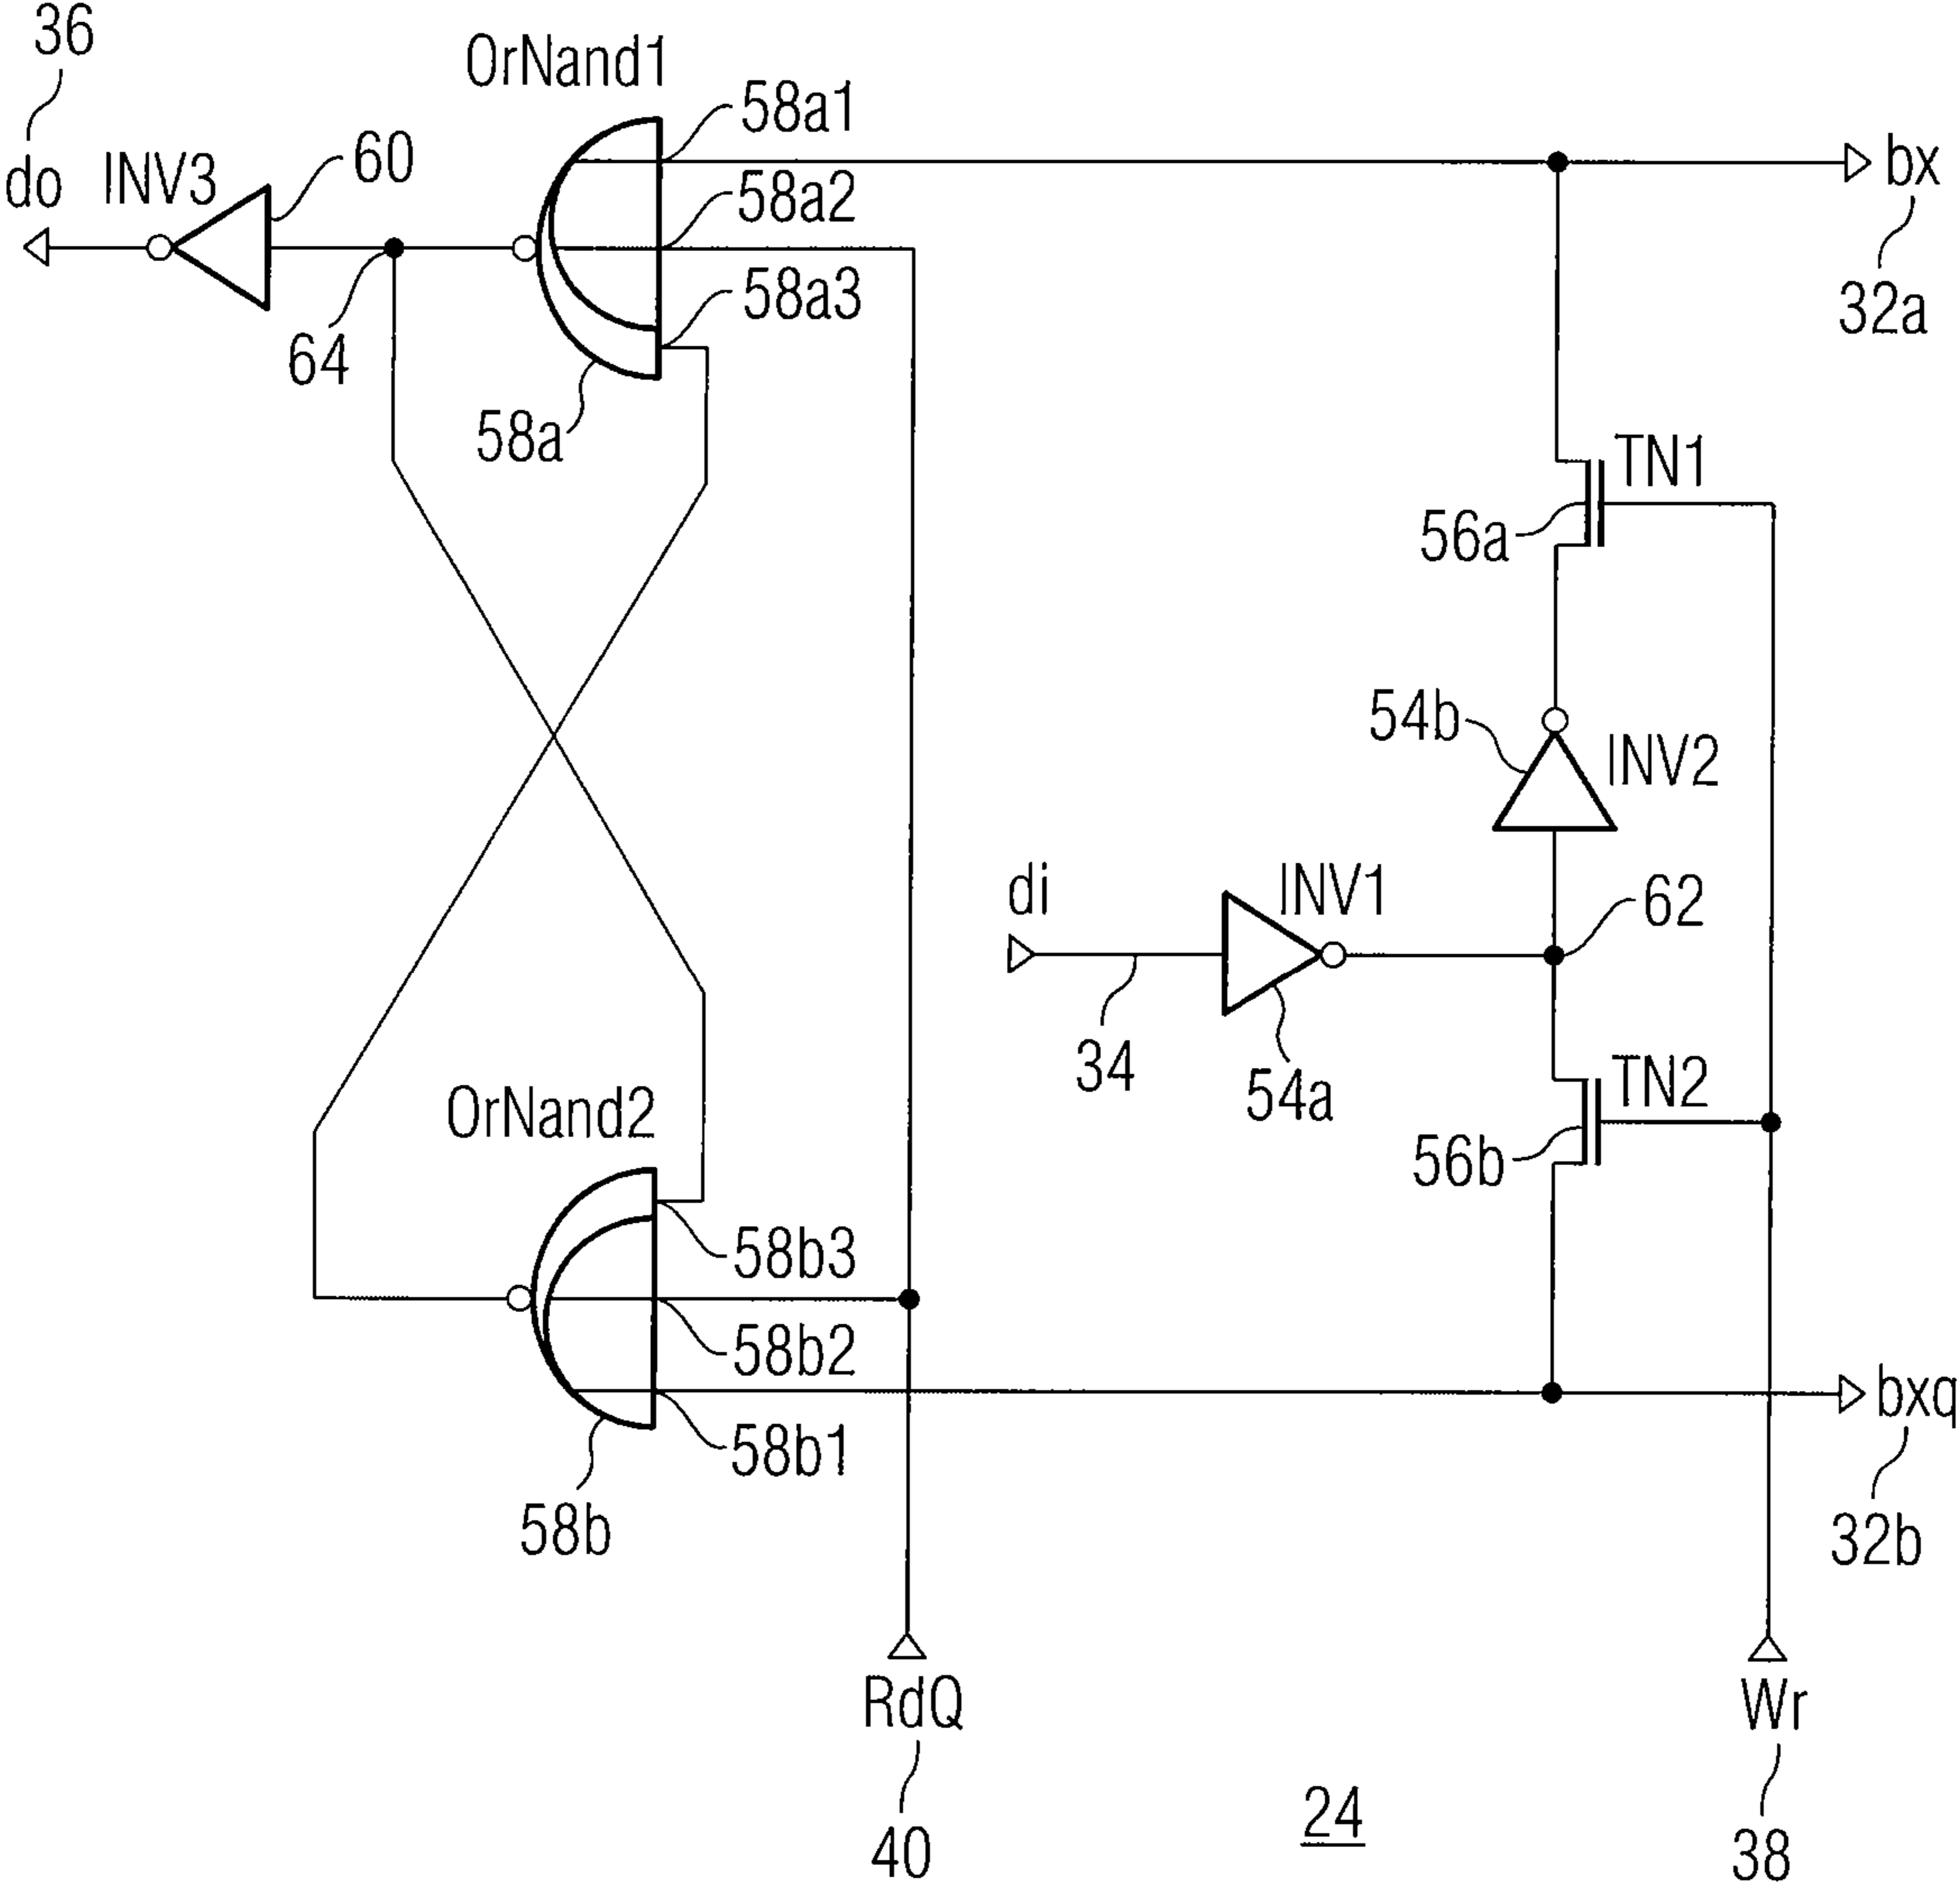 36
OrNand1
58a1
do
INV3
60
bx
58a2
58a3
32a
64
58a
TN1
56a
54b
INV2
di
INV1
62
34
54a
TN2
OrNand2
56b
58b3
58b2
bxq
58b1
58b
32b
RdQ
Wr
24
40
38